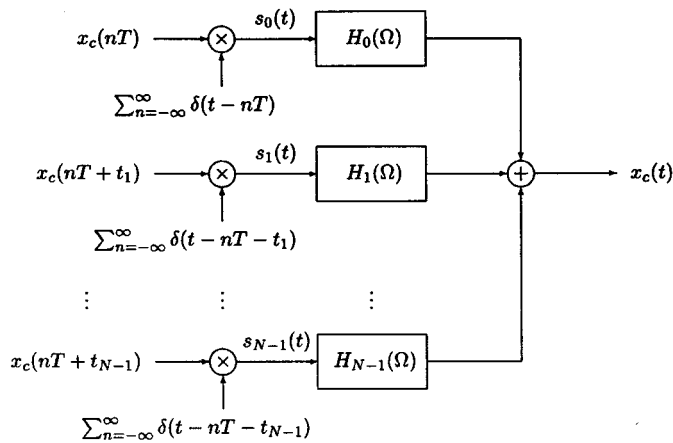 x_c(nT) × s_0(t) H_0(Ω)
∑_{n=−∞}^{∞} δ(t − nT)
x_c(nT + t_1) × s_1(t) H_1(Ω) + x_c(t)
∑_{n=−∞}^{∞} δ(t − nT − t_1)
⋮ ⋮ ⋮
x_c(nT + t_{N−1}) × s_{N−1}(t) H_{N−1}(Ω)
∑_{n=−∞}^{∞} δ(t − nT − t_{N−1})